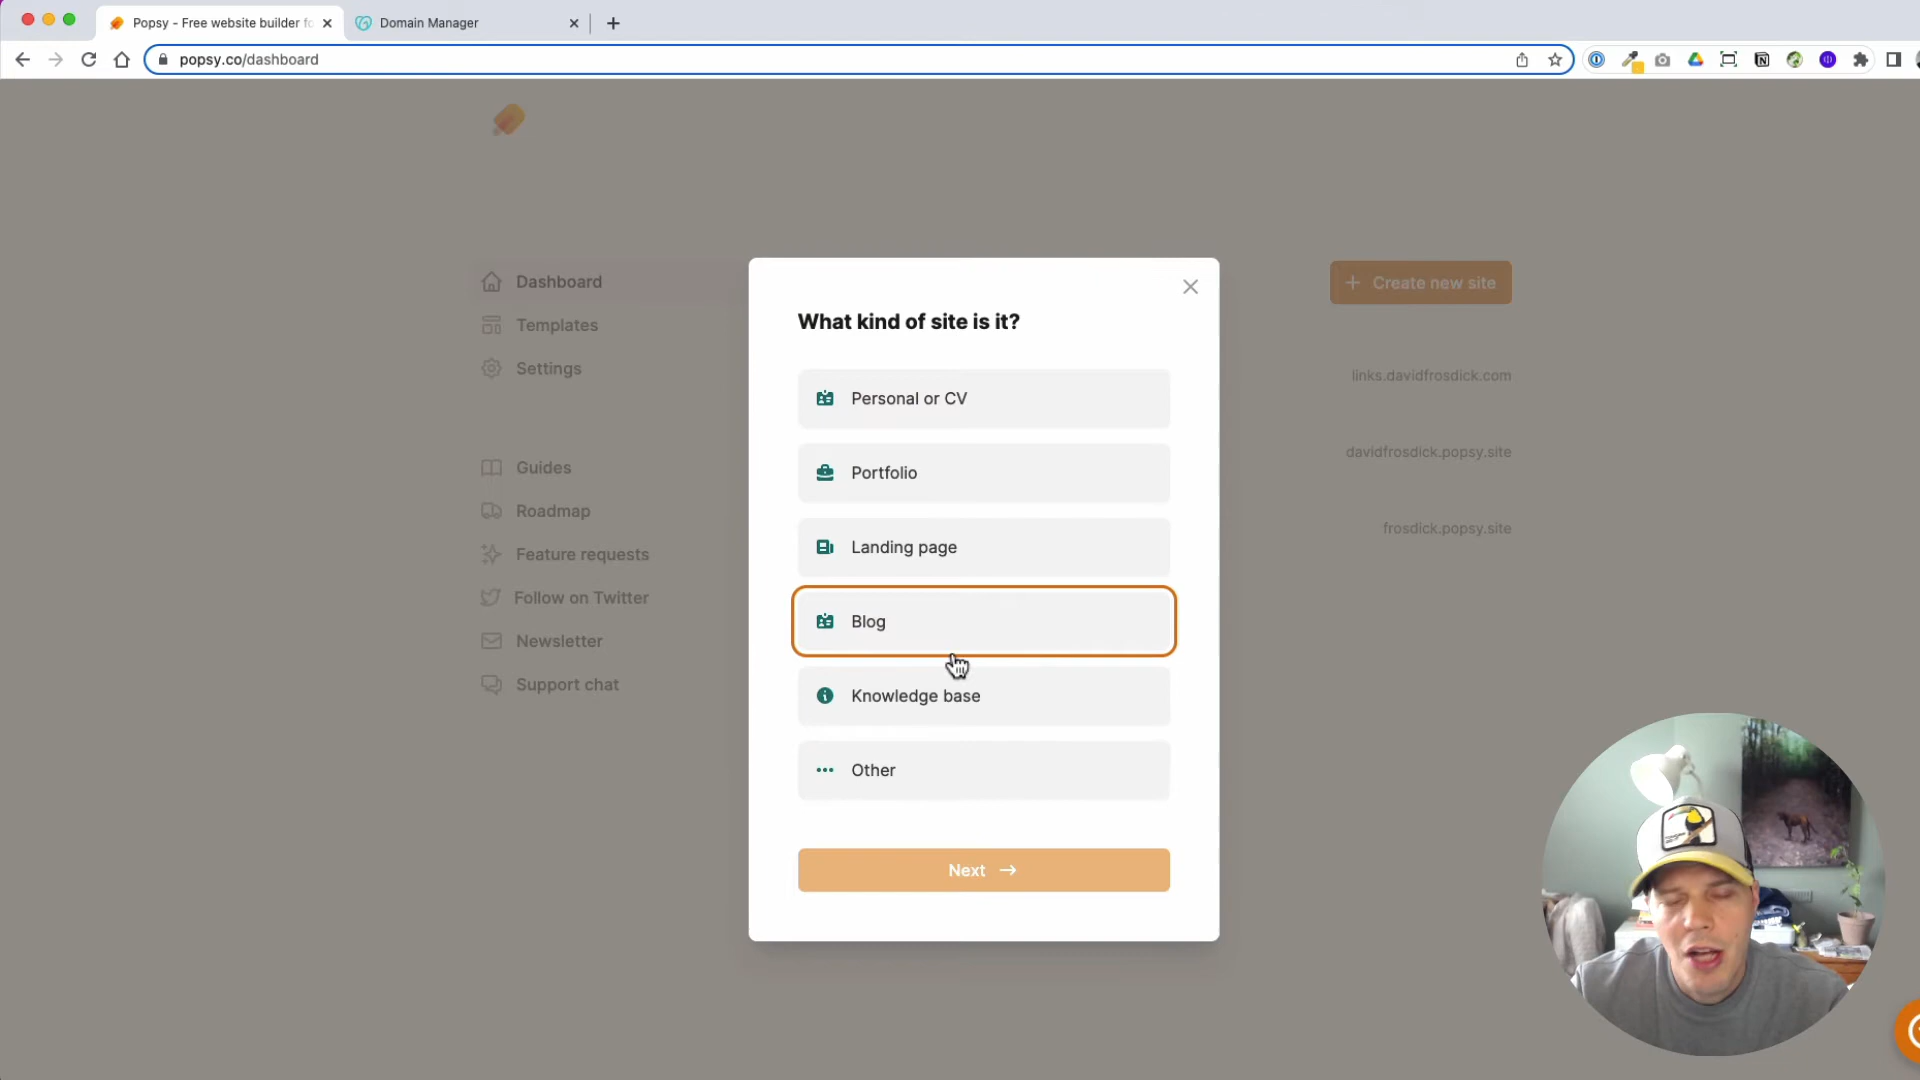 Popsy - Free website builder fo
Domain Manager
popsy.co/dashboard
Dashboard
Templates
Settings
Guides
Roadmap
Feature requests
Follow on Twitter
Newsletter
Support chat
What kind of site is it?
Personal or CV
Portfolio
Landing page
Blog
Knowledge base
Other
Next →
+ Create new site
links.davidfrosdick.com
davidfrosdick.popsy.site
frosdick.popsy.site